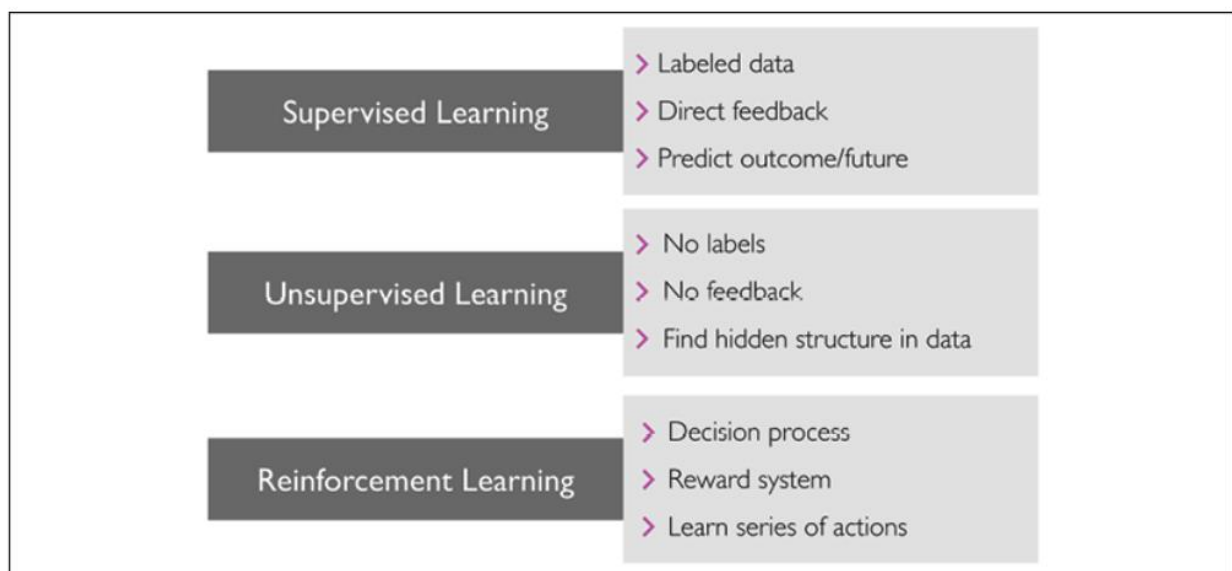 Supervised Learning
Labeled data
Direct feedback
Predict outcome/future
Unsupervised Learning
No labels
No feedback
Find hidden structure in data
Reinforcement Learning
Decision process
Reward system
Learn series of actions